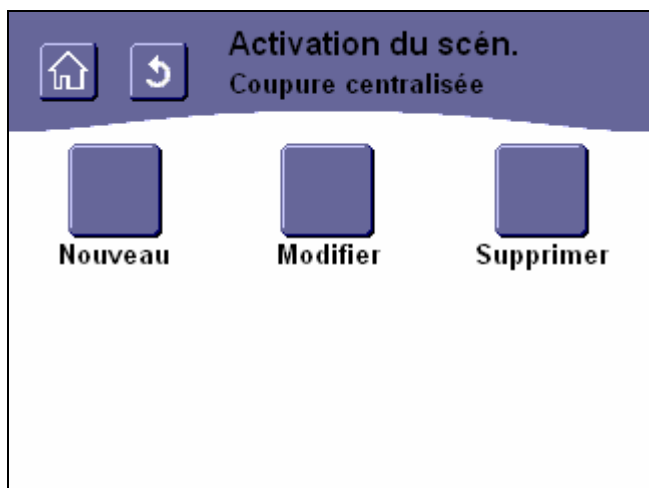 Activation du scén.
Coupure centralisée
Nouveau Modifier Supprimer